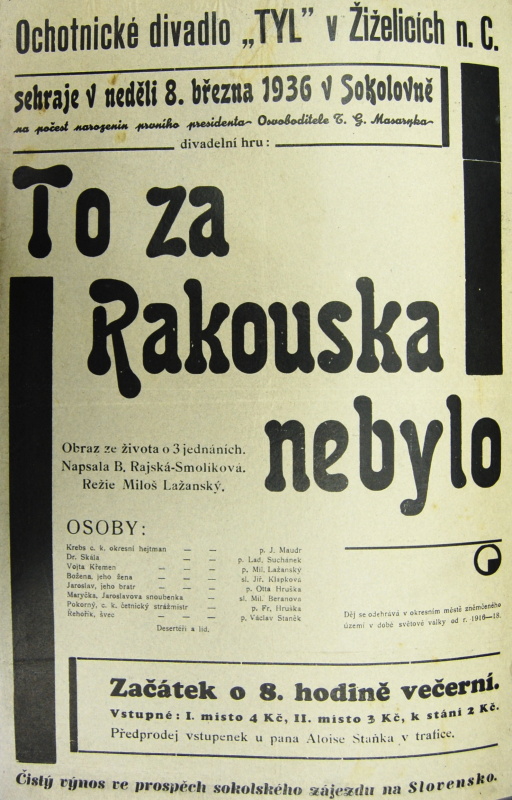 Ochotnické divadlo „TYL" v Žiželicích n. C.
sehraje v neděli 8. března 1936 v Sokolovně
na počest narozenin prvního presidenta Osvoboditele T. G. Masaryka
divadelní hru:
To za
Rakouska
nebylo
Obraz ze života o 3 jednáních.
Napsala B. Rajská-Smolíková.
Režie Miloš Lažanský.
OSOBY:
Krebs c. k. okresní hejtman — — p. J. Maudr
Dr. Skála — — p. Lad. Suchánek
Vojta Křemen — — — p. Mil. Lažanský
Božena, jeho žena — — — sl. Jiř. Klapková
Jaroslav, jeho bratr — — — p. Otta Hruška
Maryčka, Jaroslavova snoubenka — sl. Mil. Beranova
Pokorný, c. k. četnický strážmistr — p. Fr. Hruška
Řehořík, švec — — — p. Václav Staněk
Desertéři a lid.
Děj se odehrává v okresním městě zněmčeného
území v době světové války od r. 1916—18.
Začátek o 8. hodině večerní.
Vstupné: I. místo 4 Kč, II. místo 3 Kč, k stání 2 Kč.
Předprodej vstupenek u pana Aloise Staňka v trafice.
Čistý výnos ve prospěch sokolského zájezdu na Slovensko.